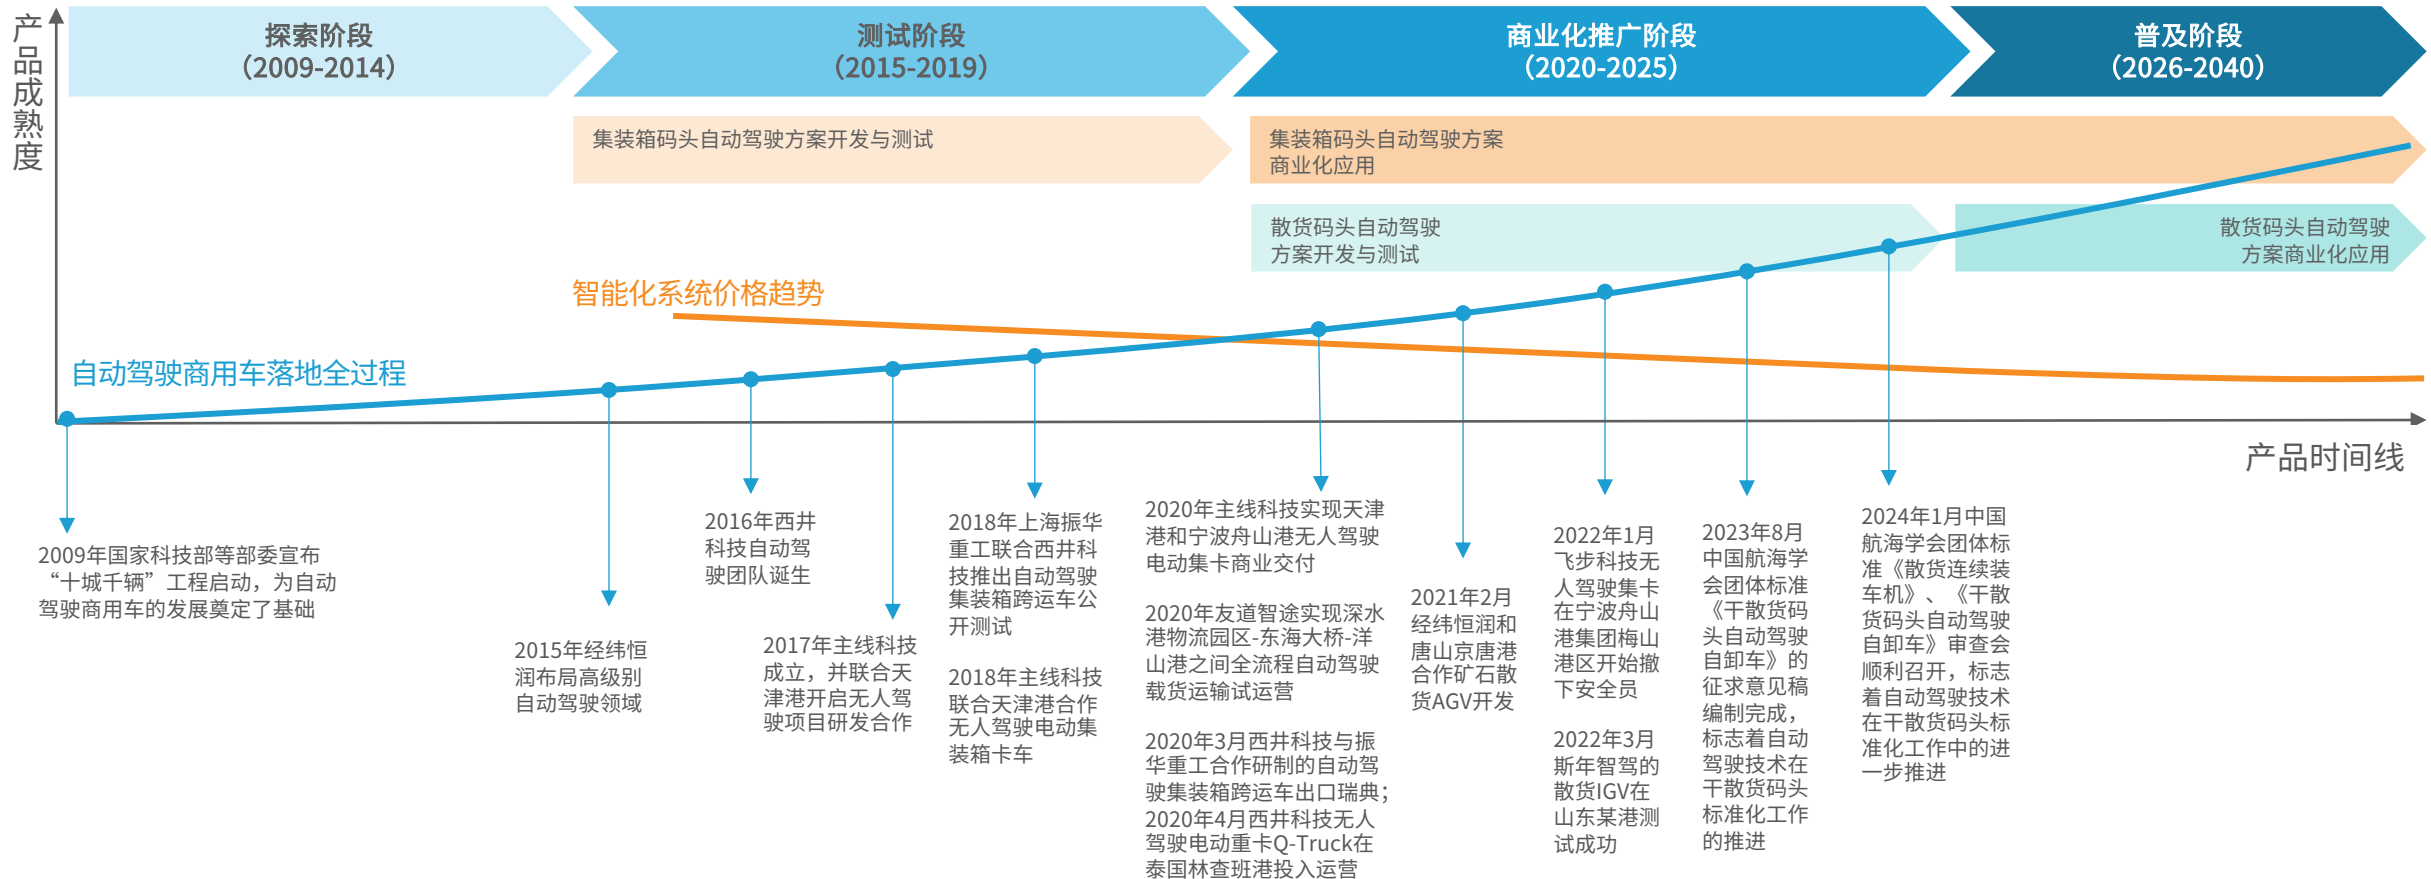 产品成熟度
探索阶段
（2009-2014）
测试阶段
（2015-2019）
商业化推广阶段
（2020-2025）
普及阶段
（2026-2040）
集装箱码头自动驾驶方案开发与测试
集装箱码头自动驾驶方案
商业化应用
散货码头自动驾驶
方案开发与测试
散货码头自动驾驶
方案商业化应用
智能化系统价格趋势
自动驾驶商用车落地全过程
产品时间线
2009年国家科技部等部委宣布
“十城千辆”工程启动，为自动
驾驶商用车的发展奠定了基础
2015年经纬恒
润布局高级别
自动驾驶领域
2016年西井
科技自动驾
驶团队诞生
2017年主线科技
成立，并联合天
津港开启无人驾
驶项目研发合作
2018年上海振华
重工联合西井科
技推出自动驾驶
集装箱跨运车公
开测试
2018年主线科技
联合天津港合作
无人驾驶电动集
装箱卡车
2020年主线科技实现天津
港和宁波舟山港无人驾驶
电动集卡商业交付
2020年友道智途实现深水
港物流园区-东海大桥-洋
山港之间全流程自动驾驶
载货运输试运营
2020年3月西井科技与振
华重工合作研制的自动驾
驶集装箱跨运车出口瑞典；
2020年4月西井科技无人
驾驶电动重卡Q-Truck在
泰国林查班港投入运营
2021年2月
经纬恒润和
唐山京唐港
合作矿石散
货AGV开发
2022年1月
飞步科技无
人驾驶集卡
在宁波舟山
港集团梅山
港区开始撤
下安全员
2022年3月
斯年智驾的
散货IGV在
山东某港测
试成功
2023年8月
中国航海学
会团体标准
《干散货码
头自动驾驶
自卸车》的
征求意见稿
编制完成，
标志着自动
驾驶技术在
干散货码头
标准化工作
的推进
2024年1月中国
航海学会团体标
准《散货连续装
车机》、《干散
货码头自动驾驶
自卸车》审查会
顺利召开，标志
着自动驾驶技术
在干散货码头标
准化工作中的进
一步推进